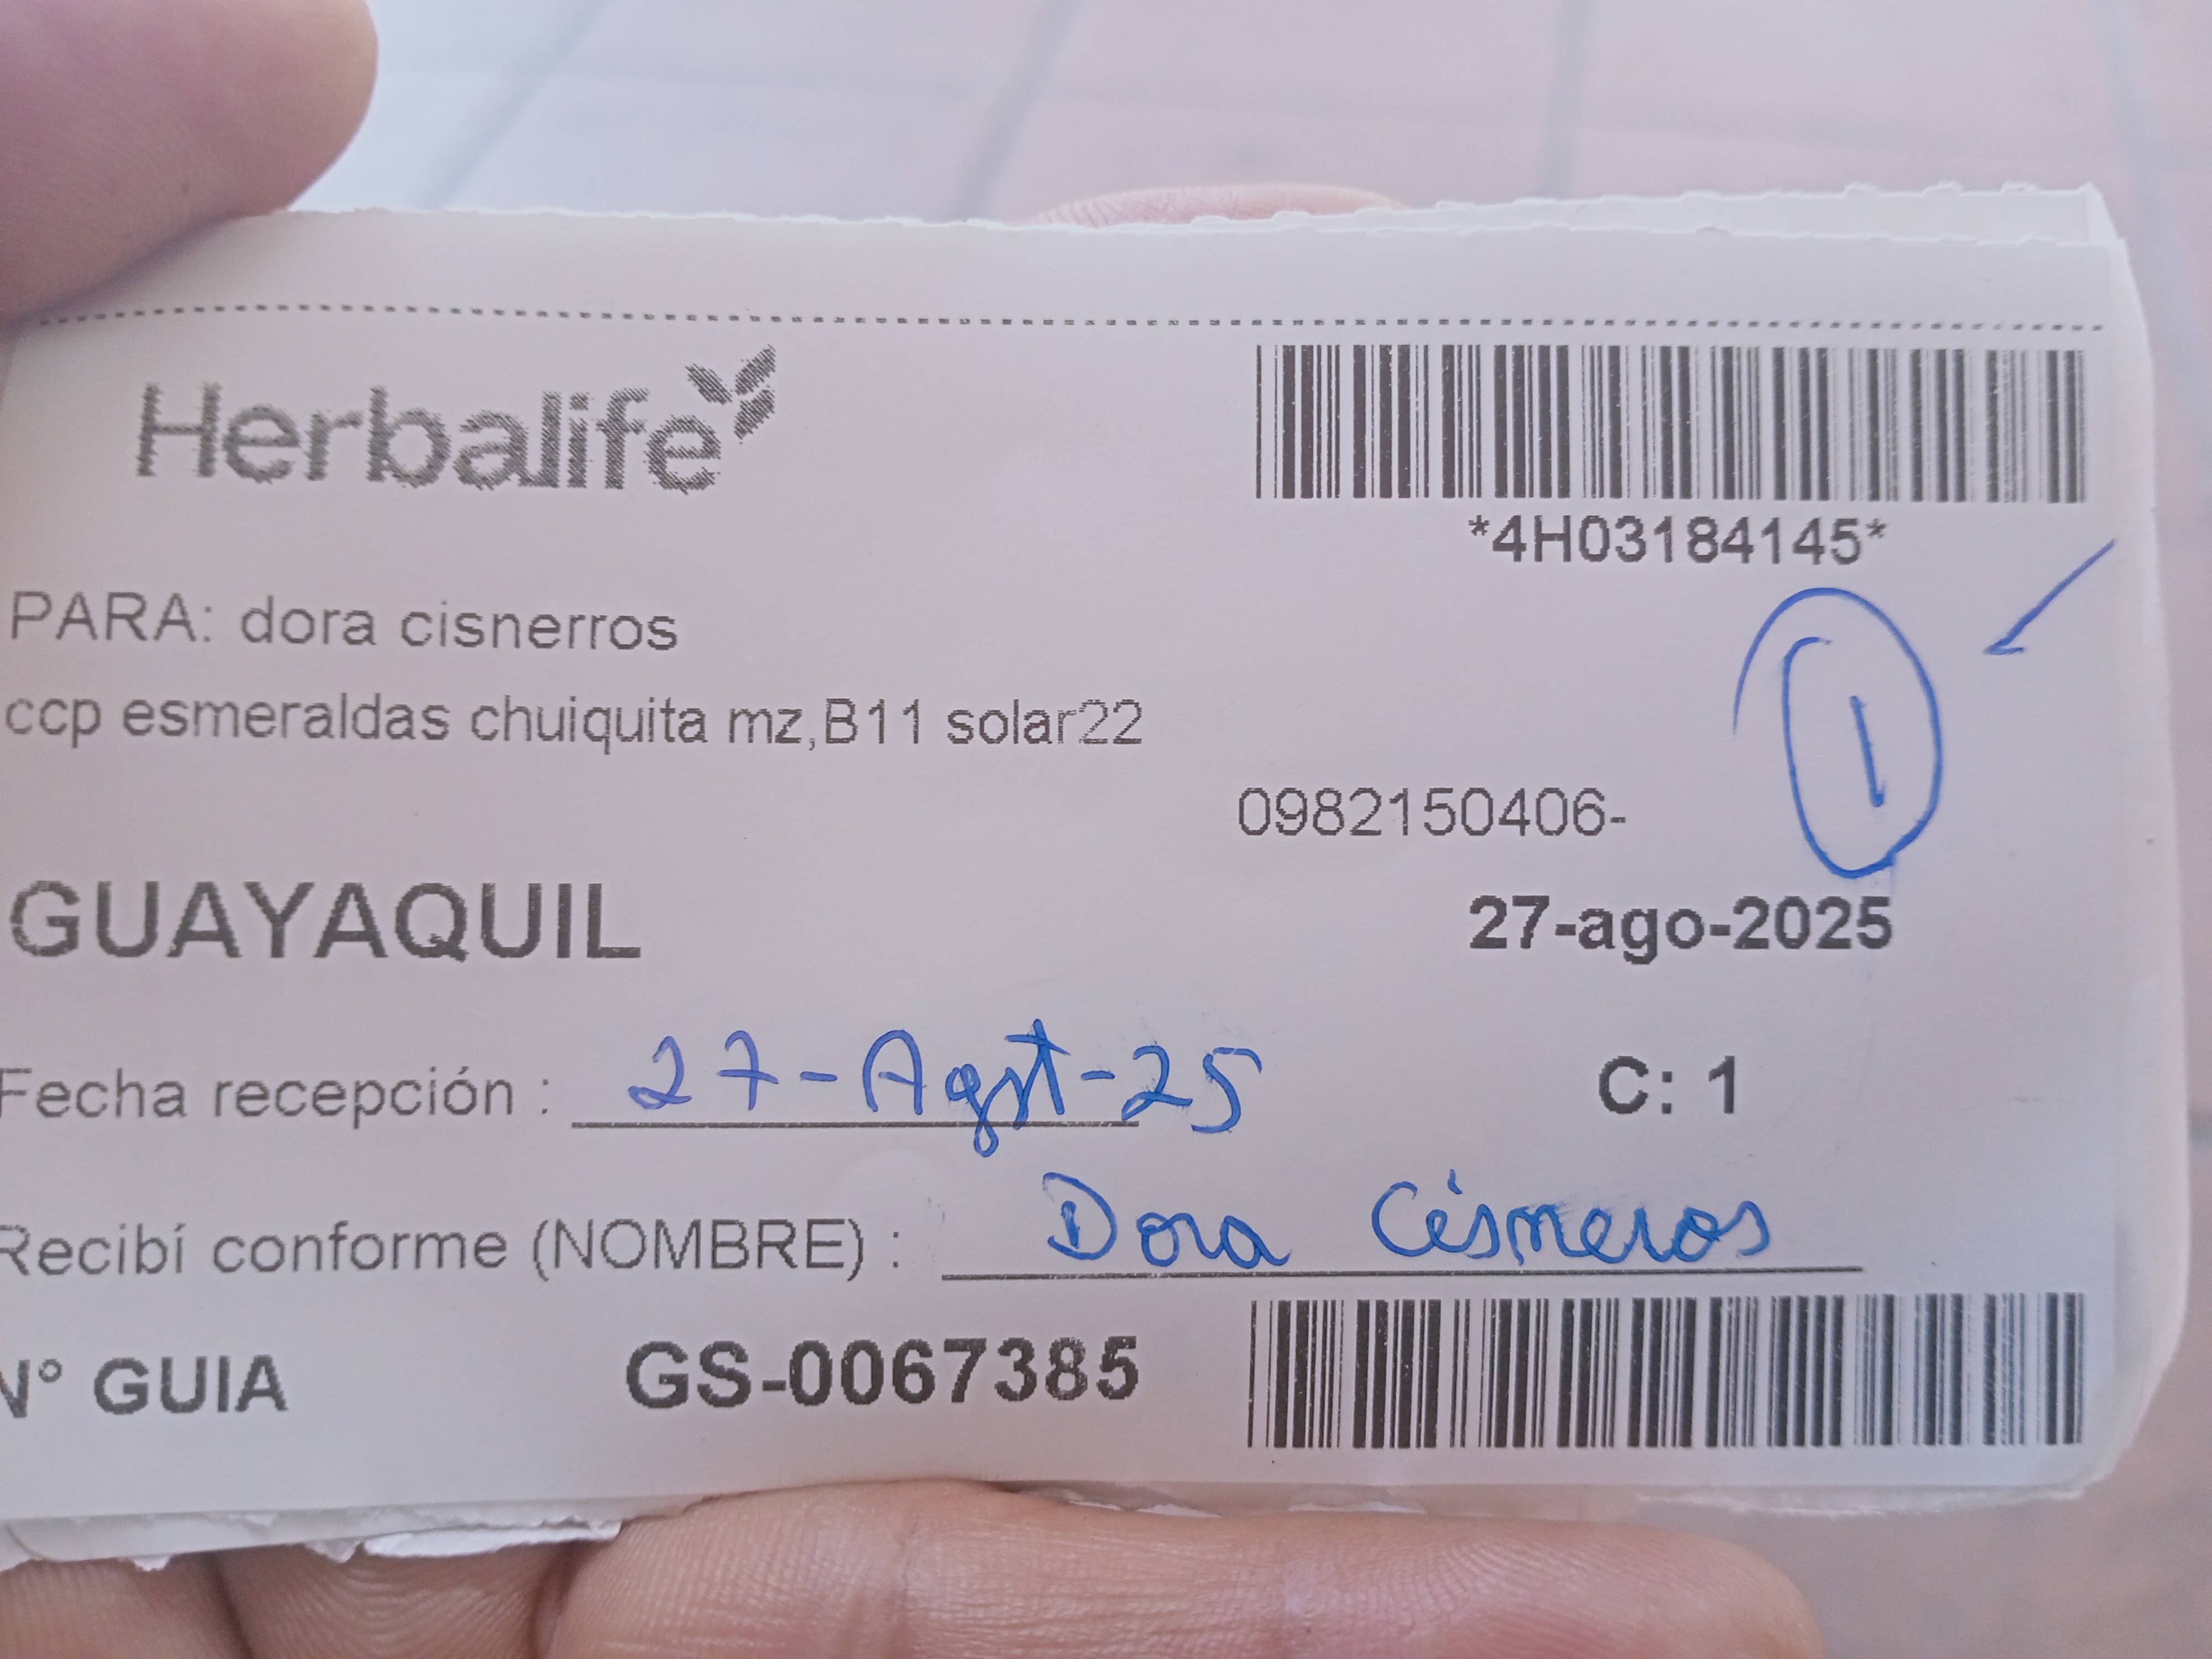 Herbalife
*4H03184145*
PARA: dora cisnerros
ccp esmeraldas chuiquita mz,B11 solar22
1
0982150406-
GUAYAQUIL
27-ago-2025
Fecha recepción : 27-Agst-25
C: 1
Recibí conforme (NOMBRE) : Dora Cisneros
N° GUIA GS-0067385